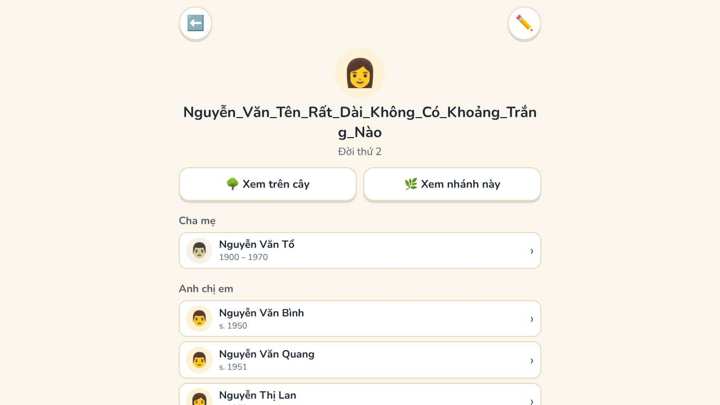 Nguyễn_Văn_Tên_Rất_Dài_Không_Có_Khoảng_Trắn
g_Nào
Đời thứ 2
🌳 Xem trên cây
🌿 Xem nhánh này
Cha mẹ
Nguyễn Văn Tổ
1900 – 1970
›
Anh chị em
Nguyễn Văn Bình
s. 1950
›
Nguyễn Văn Quang
s. 1951
›
Nguyễn Thị Lan
›